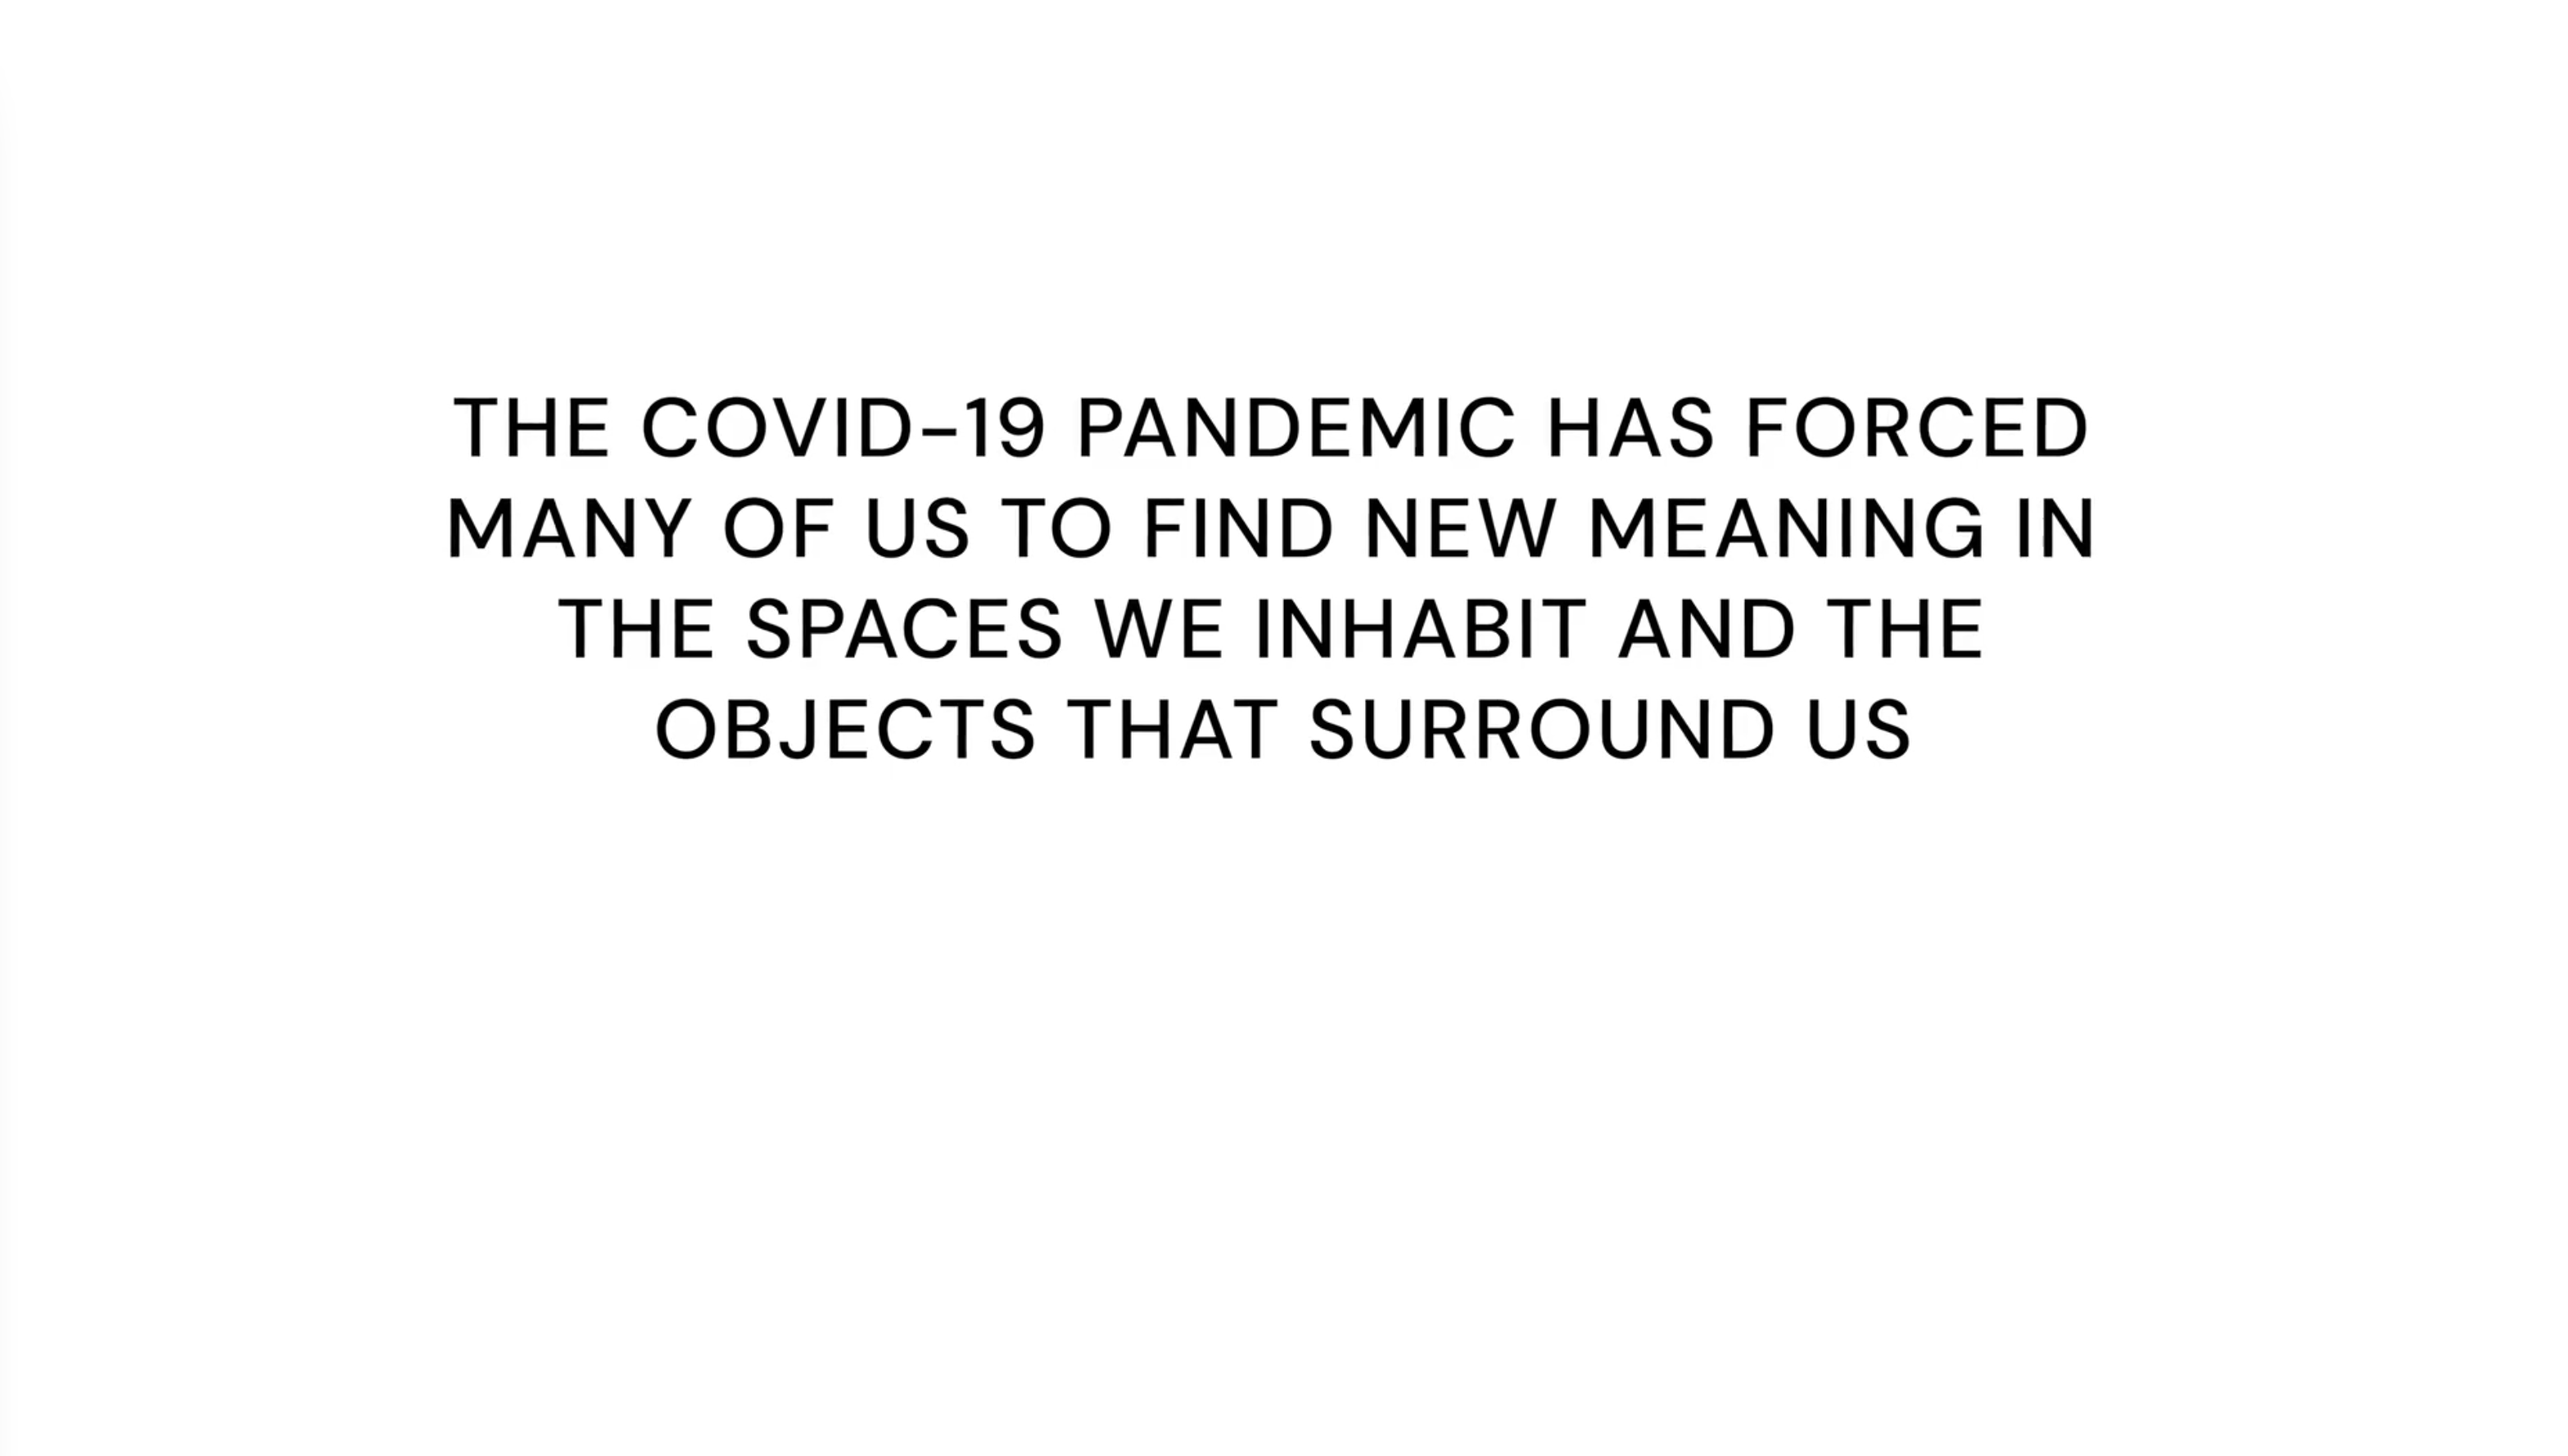 THE COVID-19 PANDEMIC HAS FORCED
MANY OF US TO FIND NEW MEANING IN
THE SPACES WE INHABIT AND THE
OBJECTS THAT SURROUND US